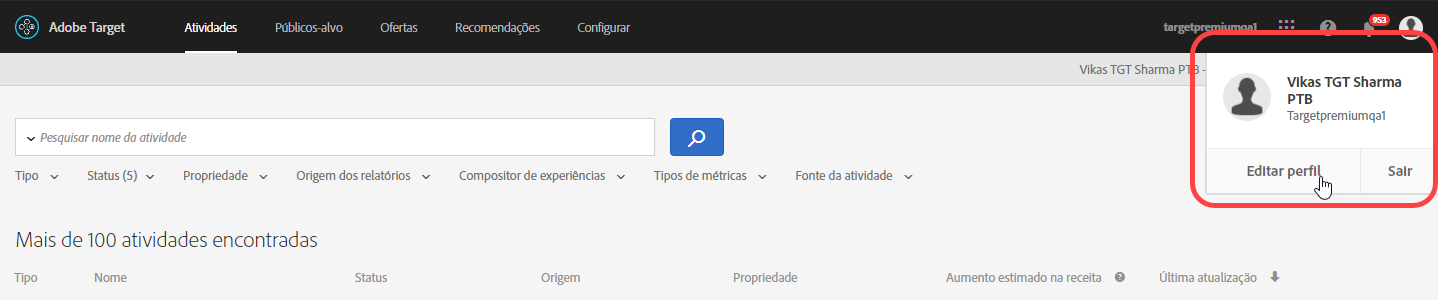 Adobe Target Atividades Públicos-alvo Ofertas Recomendações Configurar targetpremiumqa1 953
Vikas TGT Sharma PTB -
Vikas TGT Sharma
PTB
Targetpremiumqa1
Editar perfil Sair
Pesquisar nome da atividade
Tipo Status (5) Propriedade Origem dos relatórios Compositor de experiências Tipos de métricas Fonte da atividade
Mais de 100 atividades encontradas
Tipo Nome Status Origem Propriedade Aumento estimado na receita ? Última atualização